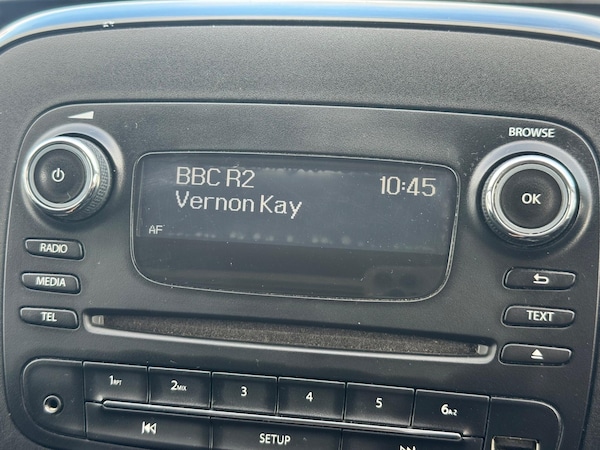 BROWSE
BBC R2 10:45
Vernon Kay
OK
AF
RADIO
MEDIA
TEL
TEXT
1RPT 2MIX 3 4 5 6A-Z
SETUP